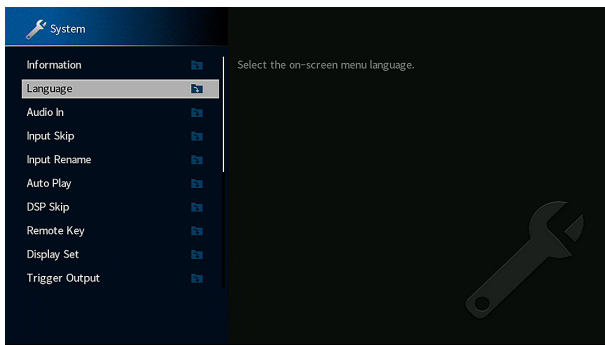 System
Information
Language
Select the on-screen menu language.
Audio In
Input Skip
Input Rename
Auto Play
DSP Skip
Remote Key
Display Set
Trigger Output